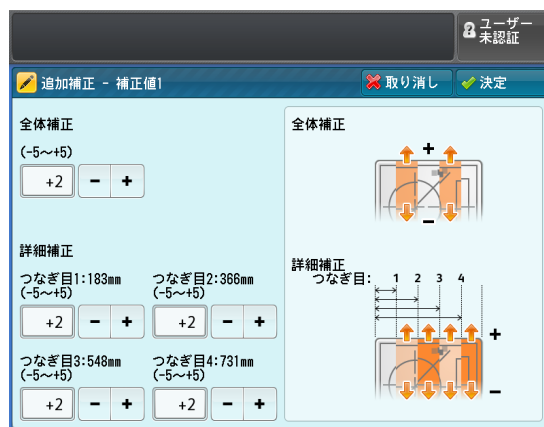 ユーザー
未認証
追加補正 - 補正値1
取り消し
決定
全体補正
(-5～+5)
+2
-
+
詳細補正
つなぎ目1:183mm
(-5～+5)
+2
-
+
つなぎ目2:366mm
(-5～+5)
+2
-
+
つなぎ目3:548mm
(-5～+5)
+2
-
+
つなぎ目4:731mm
(-5～+5)
+2
-
+
全体補正
+
-
詳細補正
つなぎ目: 1 2 3 4
+
-